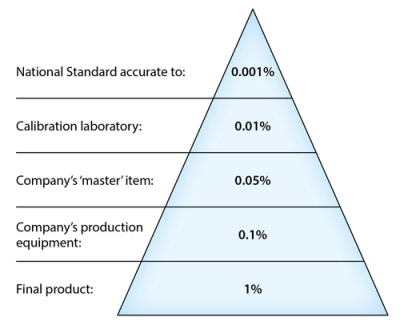 National Standard accurate to: 0.001%
Calibration laboratory: 0.01%
Company's 'master' item: 0.05%
Company's production
equipment: 0.1%
Final product: 1%